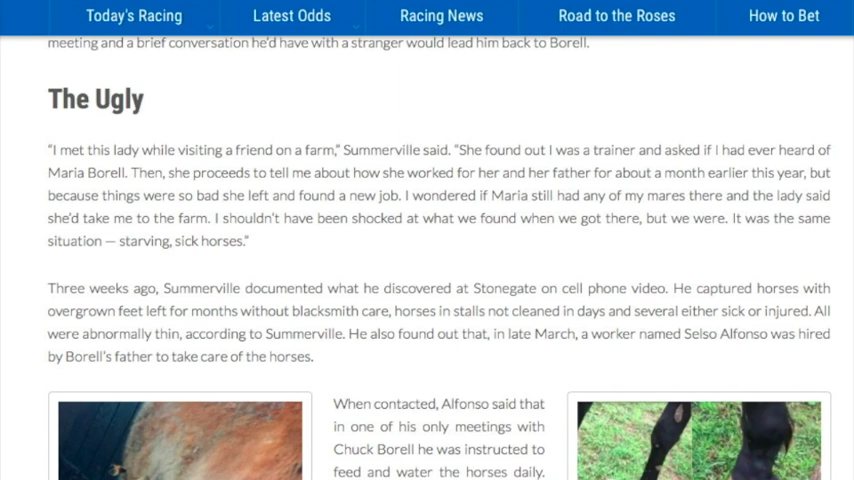 Today's Racing
Latest Odds
Racing News
Road to the Roses
How to Bet
meeting and a brief conversation he'd have with a stranger would lead him back to Borell.
The Ugly
“I met this lady while visiting a friend on a farm,” Summerville said. “She found out I was a trainer and asked if I had ever heard of
Maria Borell. Then, she proceeds to tell me about how she worked for her and her father for about a month earlier this year, but
because things were so bad she left and found a new job. I wondered if Maria still had any of my mares there and the lady said
she'd take me to the farm. I shouldn't have been shocked at what we found when we got there, but we were. It was the same
situation — starving, sick horses.”
Three weeks ago, Summerville documented what he discovered at Stonegate on cell phone video. He captured horses with
overgrown feet left for months without blacksmith care, horses in stalls not cleaned in days and several either sick or injured. All
were abnormally thin, according to Summerville. He also found out that, in late March, a worker named Selso Alfonso was hired
by Borell's father to take care of the horses.
When contacted, Alfonso said that
in one of his only meetings with
Chuck Borell he was instructed to
feed and water the horses daily.